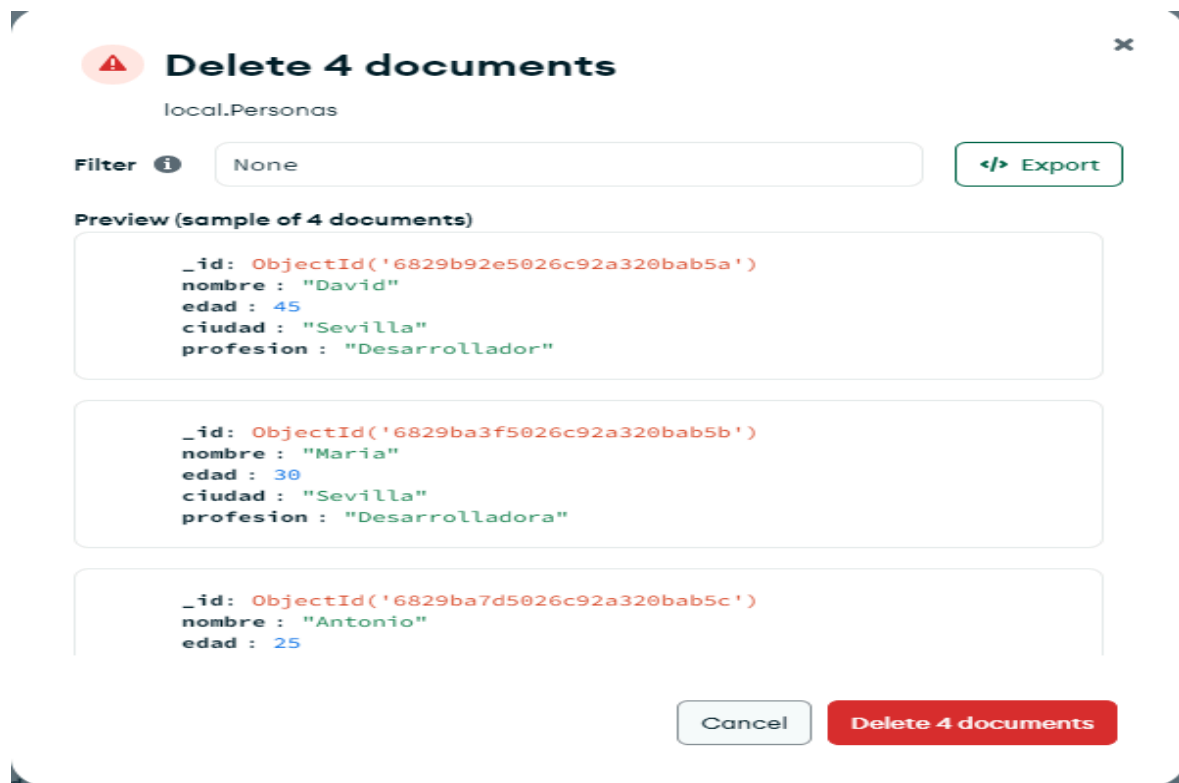 Delete 4 documents
local.Personas
Filter None </> Export
Preview (sample of 4 documents)
_id: ObjectId('6829b92e5026c92a320bab5a')
nombre : "David"
edad : 45
ciudad : "Sevilla"
profesion : "Desarrollador"
_id: ObjectId('6829ba3f5026c92a320bab5b')
nombre : "Maria"
edad : 30
ciudad : "Sevilla"
profesion : "Desarrolladora"
_id: ObjectId('6829ba7d5026c92a320bab5c')
nombre : "Antonio"
edad : 25
Cancel Delete 4 documents